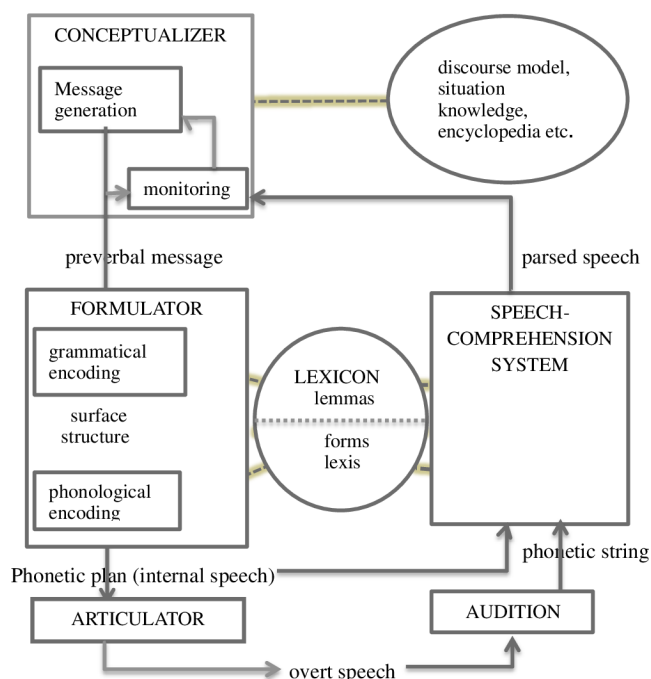 CONCEPTUALIZER
Message
generation
monitoring
discourse model,
situation
knowledge,
encyclopedia etc.
preverbal message
parsed speech
FORMULATOR
grammatical
encoding
surface
structure
phonological
encoding
LEXICON
lemmas
forms
lexis
SPEECH-
COMPREHENSION
SYSTEM
Phonetic plan (internal speech)
phonetic string
ARTICULATOR
AUDITION
overt speech